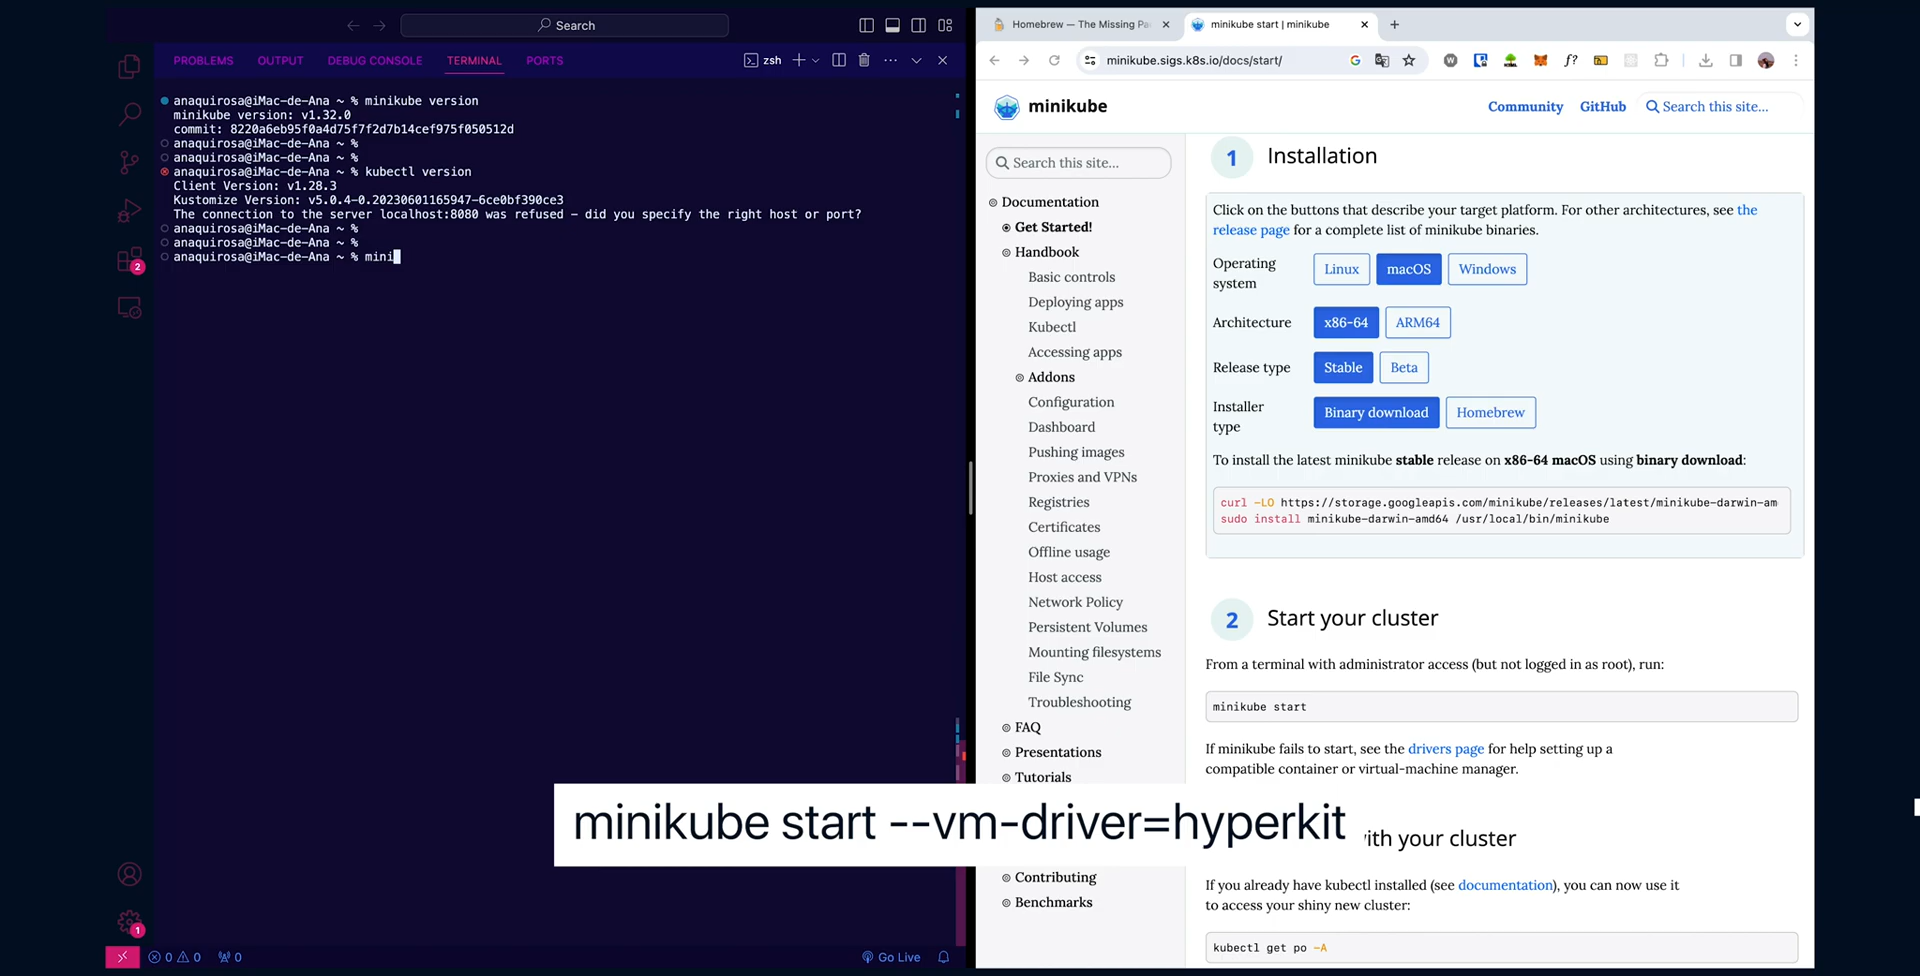 Search
PROBLEMS OUTPUT DEBUG CONSOLE TERMINAL PORTS
zsh
anaquirosa@iMac-de-Ana ~ % minikube version
minikube version: v1.32.0
commit: 8220a6eb95f0a4d75f7f2d7b14cef975f050512d
anaquirosa@iMac-de-Ana ~ %
anaquirosa@iMac-de-Ana ~ %
anaquirosa@iMac-de-Ana ~ % kubectl version
Client Version: v1.28.3
Kustomize Version: v5.0.4-0.20230601165947-6ce0bf390ce3
The connection to the server localhost:8080 was refused - did you specify the right host or port?
anaquirosa@iMac-de-Ana ~ %
anaquirosa@iMac-de-Ana ~ %
anaquirosa@iMac-de-Ana ~ % mini
2
1
0 0 0
Go Live
Homebrew — The Missing Pa
minikube start | minikube
minikube.sigs.k8s.io/docs/start/
minikube
Community GitHub Search this site...
Search this site...
Documentation
Get Started!
Handbook
Basic controls
Deploying apps
Kubectl
Accessing apps
Addons
Configuration
Dashboard
Pushing images
Proxies and VPNs
Registries
Certificates
Offline usage
Host access
Network Policy
Persistent Volumes
Mounting filesystems
File Sync
Troubleshooting
FAQ
Presentations
Tutorials
Contributing
Benchmarks
1 Installation
Click on the buttons that describe your target platform. For other architectures, see the
release page for a complete list of minikube binaries.
Operating
system
Linux macOS Windows
Architecture x86-64 ARM64
Release type Stable Beta
Installer
type
Binary download Homebrew
To install the latest minikube stable release on x86-64 macOS using binary download:
curl -LO https://storage.googleapis.com/minikube/releases/latest/minikube-darwin-am
sudo install minikube-darwin-amd64 /usr/local/bin/minikube
2 Start your cluster
From a terminal with administrator access (but not logged in as root), run:
minikube start
If minikube fails to start, see the drivers page for help setting up a
compatible container or virtual-machine manager.
minikube start --vm-driver=hyperkit
ith your cluster
If you already have kubectl installed (see documentation), you can now use it
to access your shiny new cluster:
kubectl get po -A